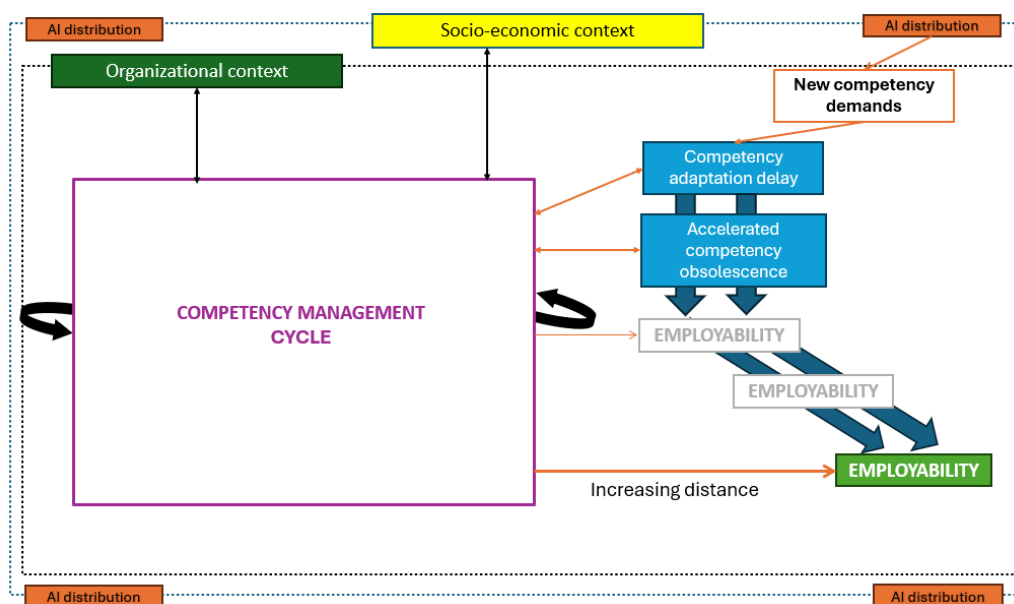 AI distribution
Socio-economic context
AI distribution
Organizational context
New competency
demands
Competency
adaptation delay
Accelerated
competency
obsolescence
COMPETENCY MANAGEMENT
CYCLE
EMPLOYABILITY
EMPLOYABILITY
EMPLOYABILITY
Increasing distance
AI distribution
AI distribution